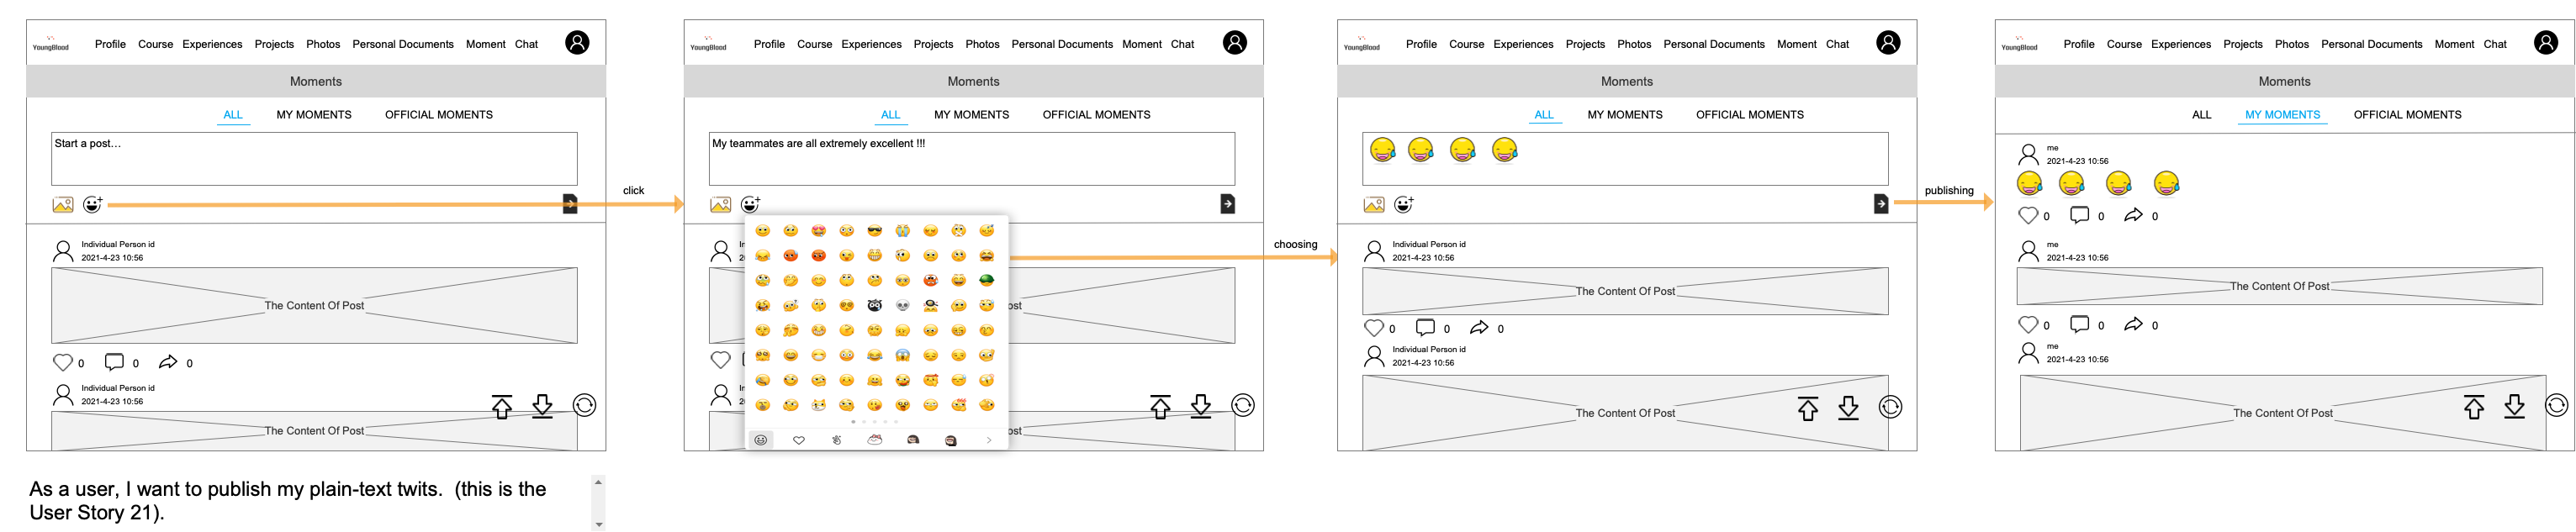 YoungBlood Profile Course Experiences Projects Photos Personal Documents Moment Chat
Moments
ALL MY MOMENTS OFFICIAL MOMENTS
Start a post...
Individual Person id
2021-4-23 10:56
The Content Of Post
0 0 0
Individual Person id
2021-4-23 10:56
The Content Of Post
click
YoungBlood Profile Course Experiences Projects Photos Personal Documents Moment Chat
Moments
ALL MY MOMENTS OFFICIAL MOMENTS
My teammates are all extremely excellent !!!
choosing
YoungBlood Profile Course Experiences Projects Photos Personal Documents Moment Chat
Moments
ALL MY MOMENTS OFFICIAL MOMENTS
Individual Person id
2021-4-23 10:56
The Content Of Post
0 0 0
Individual Person id
2021-4-23 10:56
The Content Of Post
publishing
YoungBlood Profile Course Experiences Projects Photos Personal Documents Moment Chat
Moments
ALL MY MOMENTS OFFICIAL MOMENTS
me
2021-4-23 10:56
0 0 0
me
2021-4-23 10:56
The Content Of Post
0 0 0
me
2021-4-23 10:56
The Content Of Post
As a user, I want to publish my plain-text twits. (this is the
User Story 21).